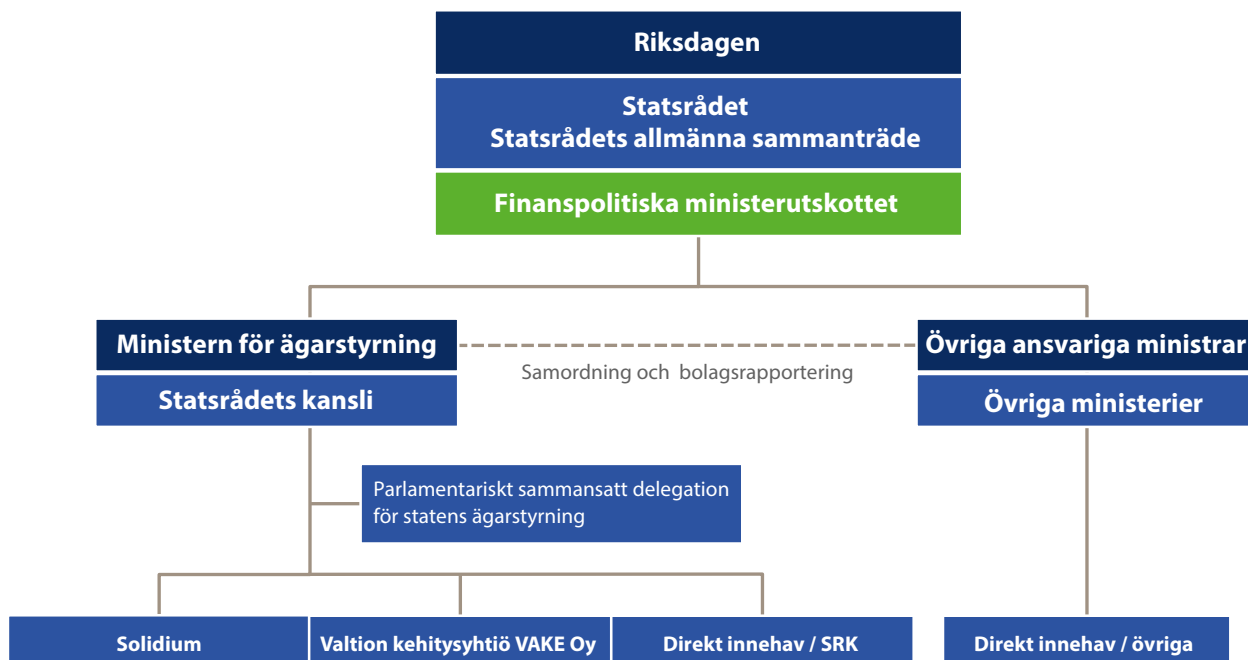 Riksdagen
Statsrådet
Statsrådets allmänna sammanträde
Finanspolitiska ministerutskottet
Ministern för ägarstyrning
Statsrådets kansli
Samordning och bolagsrapportering
Övriga ansvariga ministrar
Övriga ministerier
Parlamentariskt sammansatt delegation
för statens ägarstyrning
Solidium
Valtion kehitysyhtiö VAKE Oy
Direkt innehav / SRK
Direkt innehav / övriga